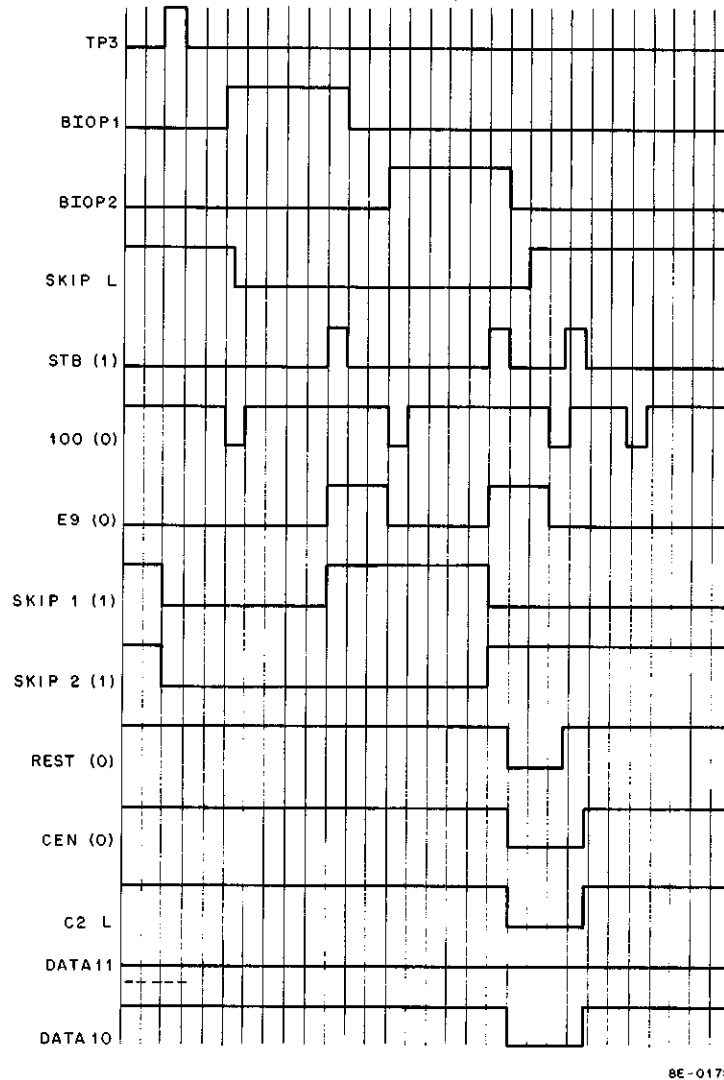 TP3
BIOP1
BIOP2
SKIP L
STB (1)
100 (0)
E9 (0)
SKIP 1 (1)
SKIP 2 (1)
REST (0)
CEN (0)
C2 L
DATA11
DATA10